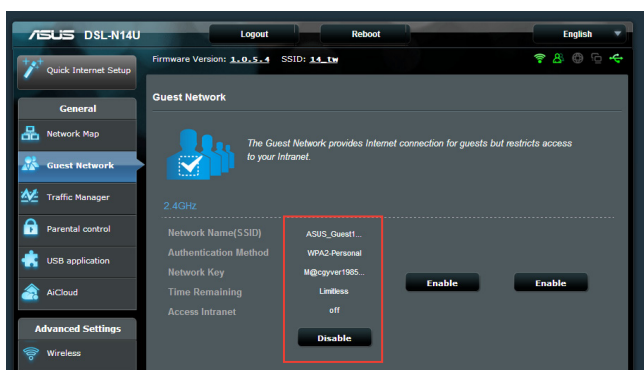 ASUS DSL-N14U Logout Reboot English
Quick Internet Setup
Firmware Version: 1.0.5.4 SSID: 14_tw
General
Network Map
Guest Network
Traffic Manager
Parental control
USB application
AiCloud
Advanced Settings
Wireless
Guest Network
The Guest Network provides Internet connection for guests but restricts access
to your Intranet.
2.4GHz
Network Name(SSID) ASUS_Guest1...
Authentication Method WPA2-Personal
Network Key M@cgyver1985...
Time Remaining Limitless
Access Intranet off
Disable
Enable
Enable